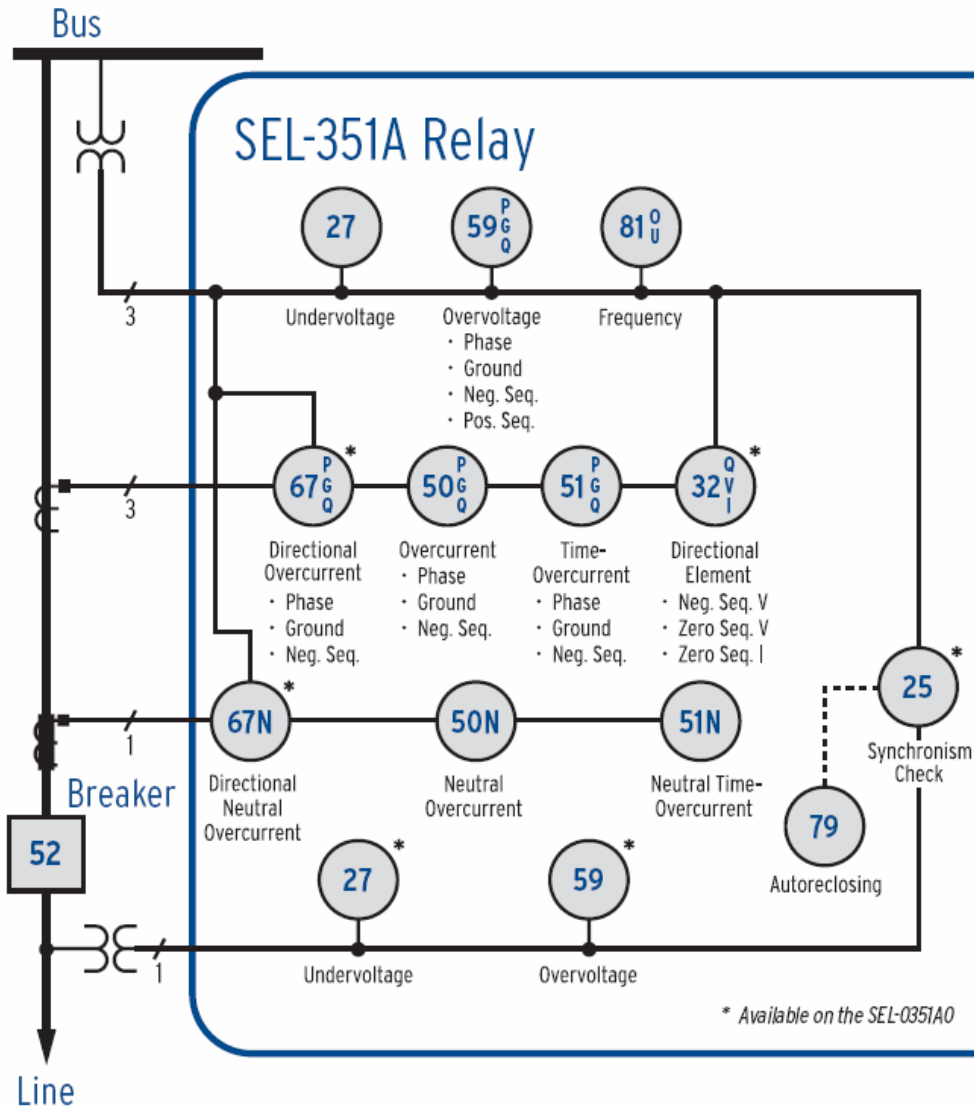 Bus
SEL-351A Relay
27
59 P G Q
81 O U
3
Undervoltage
Overvoltage
· Phase
· Ground
· Neg. Seq.
· Pos. Seq.
Frequency
3
67 P G Q *
50 P G Q
51 P G Q
32 Q V I *
Directional
Overcurrent
· Phase
· Ground
· Neg. Seq.
Overcurrent
· Phase
· Ground
· Neg. Seq.
Time-
Overcurrent
· Phase
· Ground
· Neg. Seq.
Directional
Element
· Neg. Seq. V
· Zero Seq. V
· Zero Seq. I
25 *
Synchronism
Check
1
67N *
50N
51N
Directional
Neutral
Overcurrent
Neutral
Overcurrent
Neutral Time-
Overcurrent
79
Autoreclosing
Breaker
52
27 *
59 *
1
Undervoltage
Overvoltage
* Available on the SEL-0351A0
Line